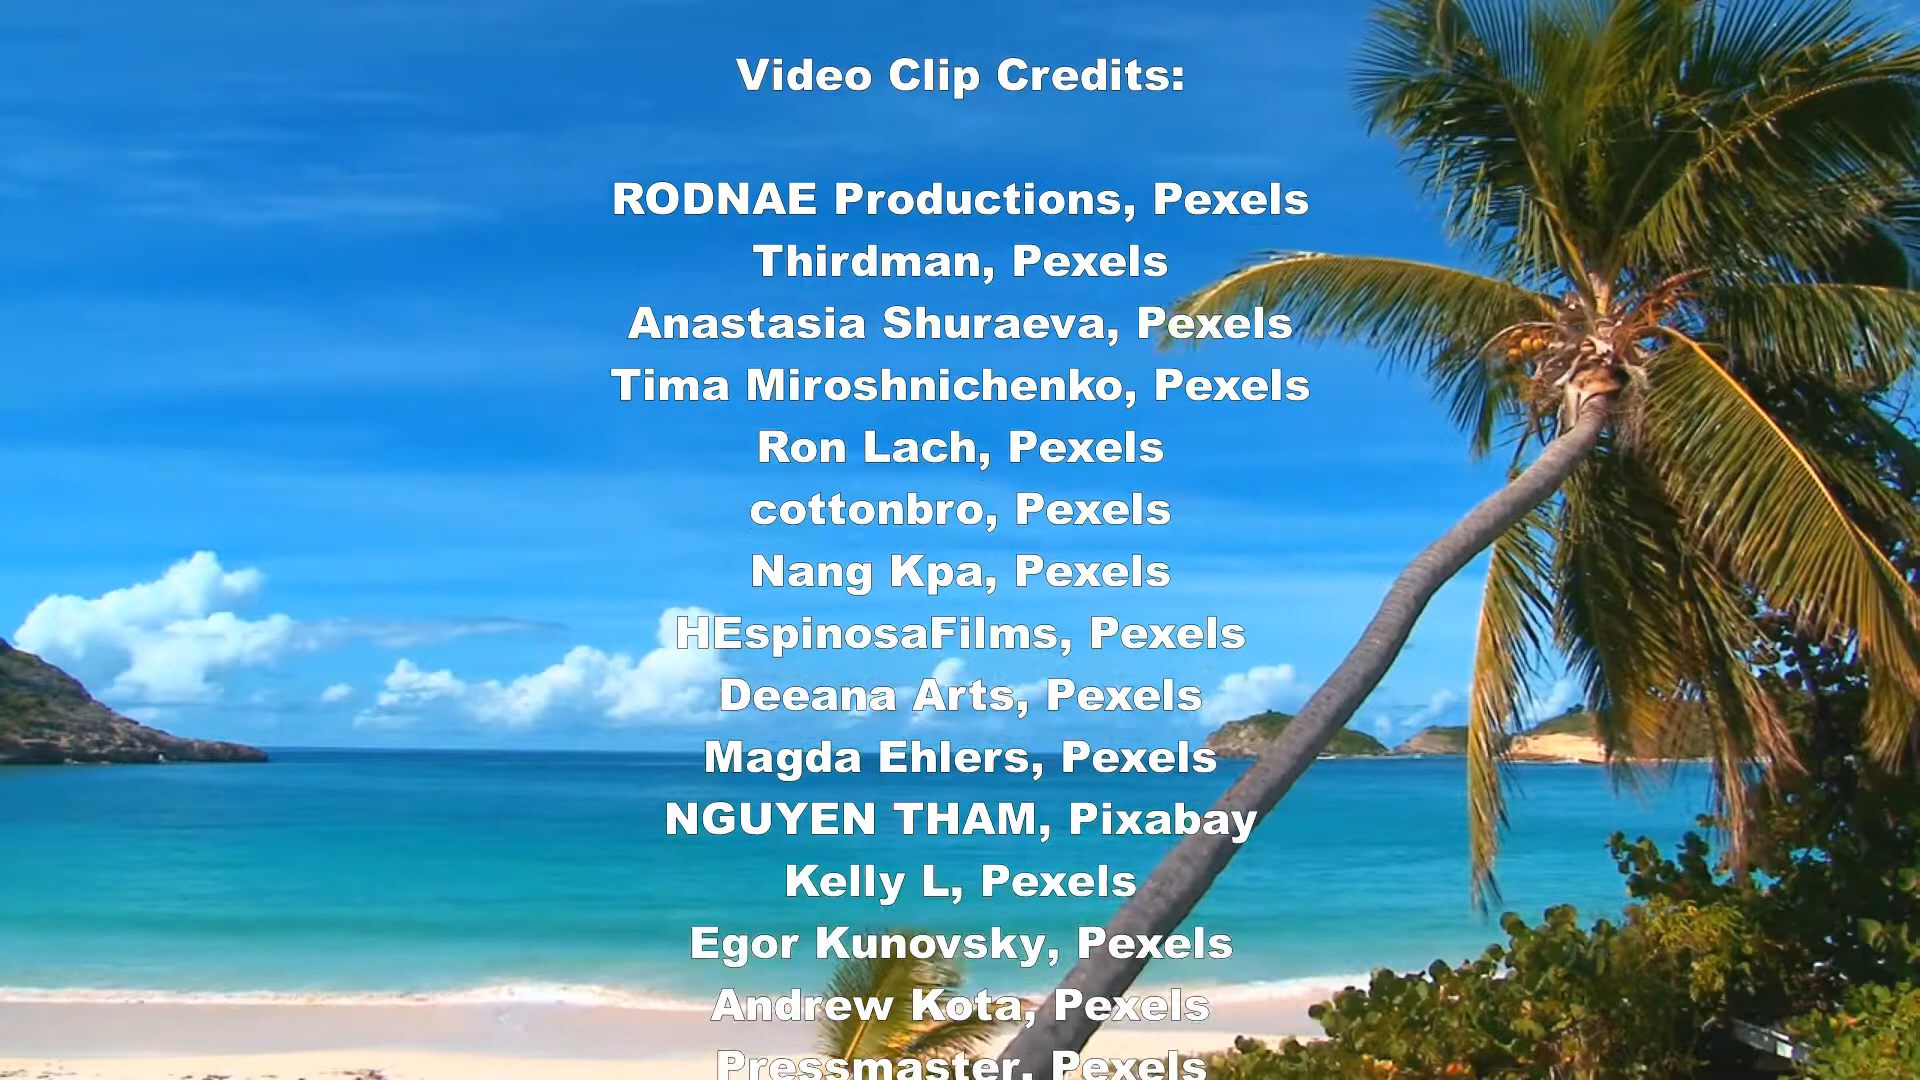 Video Clip Credits:
RODNAE Productions, Pexels
Thirdman, Pexels
Anastasia Shuraeva, Pexels
Tima Miroshnichenko, Pexels
Ron Lach, Pexels
cottonbro, Pexels
Nang Kpa, Pexels
HEspinosaFilms, Pexels
Deeana Arts, Pexels
Magda Ehlers, Pexels
NGUYEN THAM, Pixabay
Kelly L, Pexels
Egor Kunovsky, Pexels
Andrew Kota, Pexels
Pressmaster, Pexels